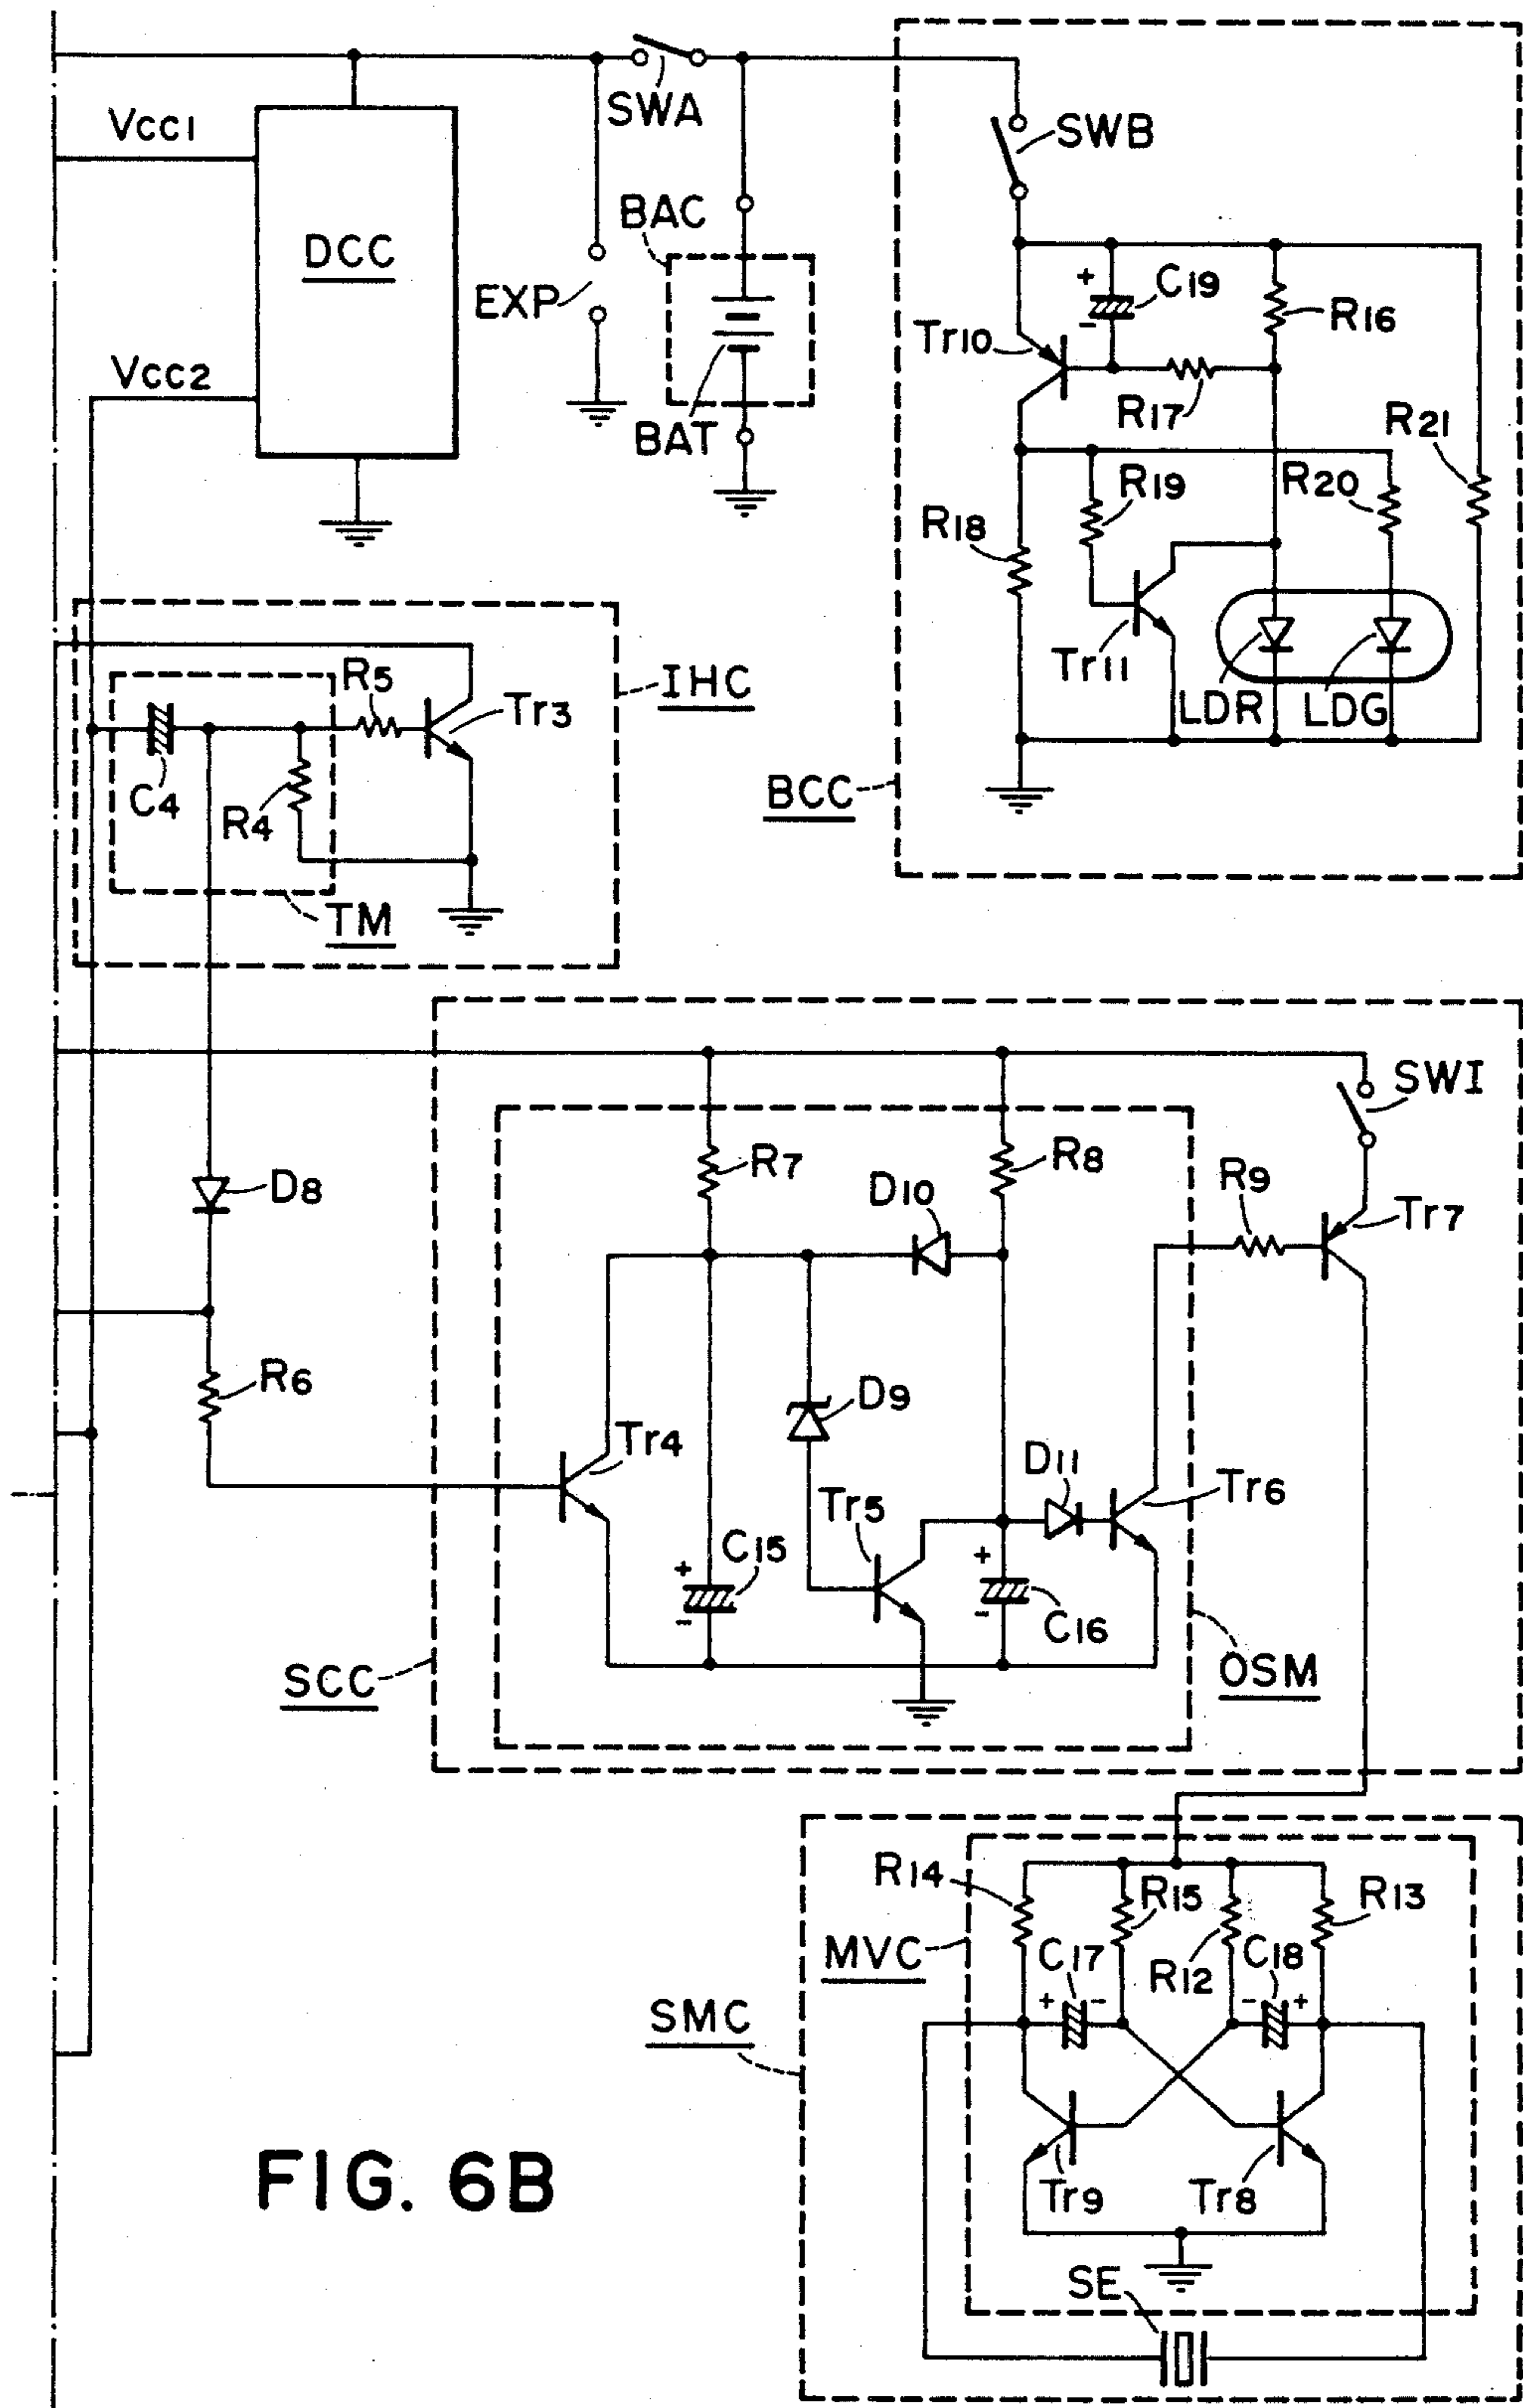 SWA
VCC1
SWB
DCC
BAC
EXP
+
C19
-
R16
Tr10
VCC2
R17
BAT
R21
R19
R20
R18
Tr11
LDR
LDG
IHC
R5
Tr3
C4
R4
BCC
TM
SWI
R7
R8
D10
R9
Tr7
D8
R6
D9
Tr4
D11
Tr6
Tr5
+
C15
-
+
-
C16
SCC
OSM
R14
R15
R13
MVC
C17
R12
C18
+
-
-
+
SMC
Tr9
Tr8
SE
FIG. 6B